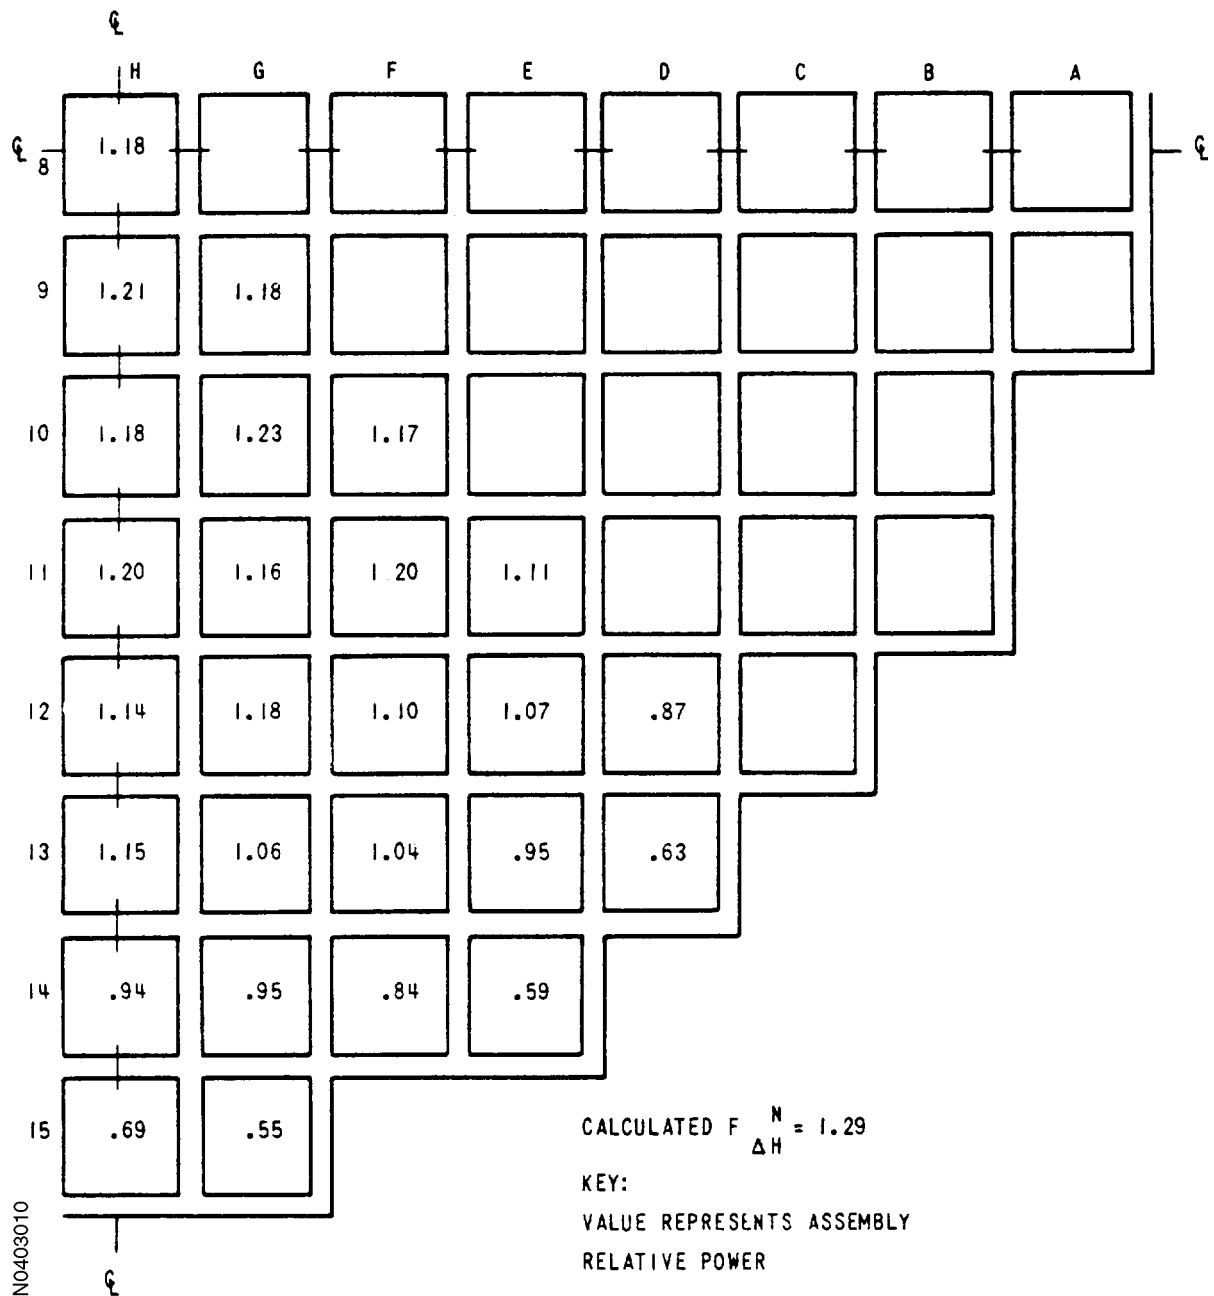 ℄
H G F E D C B A
℄ 8 1.18 ℄
9 1.21 1.18
10 1.18 1.23 1.17
11 1.20 1.16 1 20 1.11
12 1.14 1.18 1.10 1.07 .87
13 1.15 1.06 1.04 .95 .63
14 .94 .95 .84 .59
15 .69 .55
CALCULATED F N ΔH = 1.29
KEY:
VALUE REPRESENTS ASSEMBLY
RELATIVE POWER
℄
N0403010